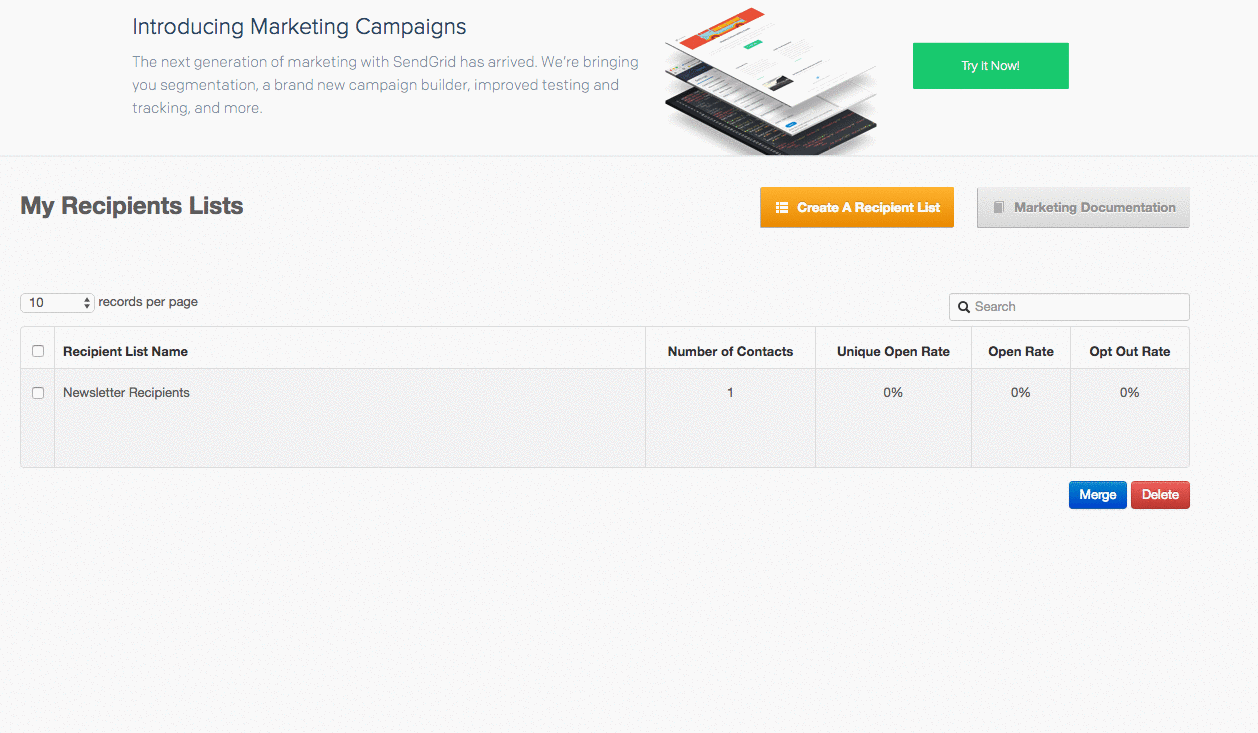 Introducing Marketing Campaigns
The next generation of marketing with SendGrid has arrived. We're bringing
you segmentation, a brand new campaign builder, improved testing and
tracking, and more.
Try It Now!
My Recipients Lists
Create A Recipient List
Marketing Documentation
10 records per page
Search
Recipient List Name Number of Contacts Unique Open Rate Open Rate Opt Out Rate
Newsletter Recipients 1 0% 0% 0%
Merge Delete